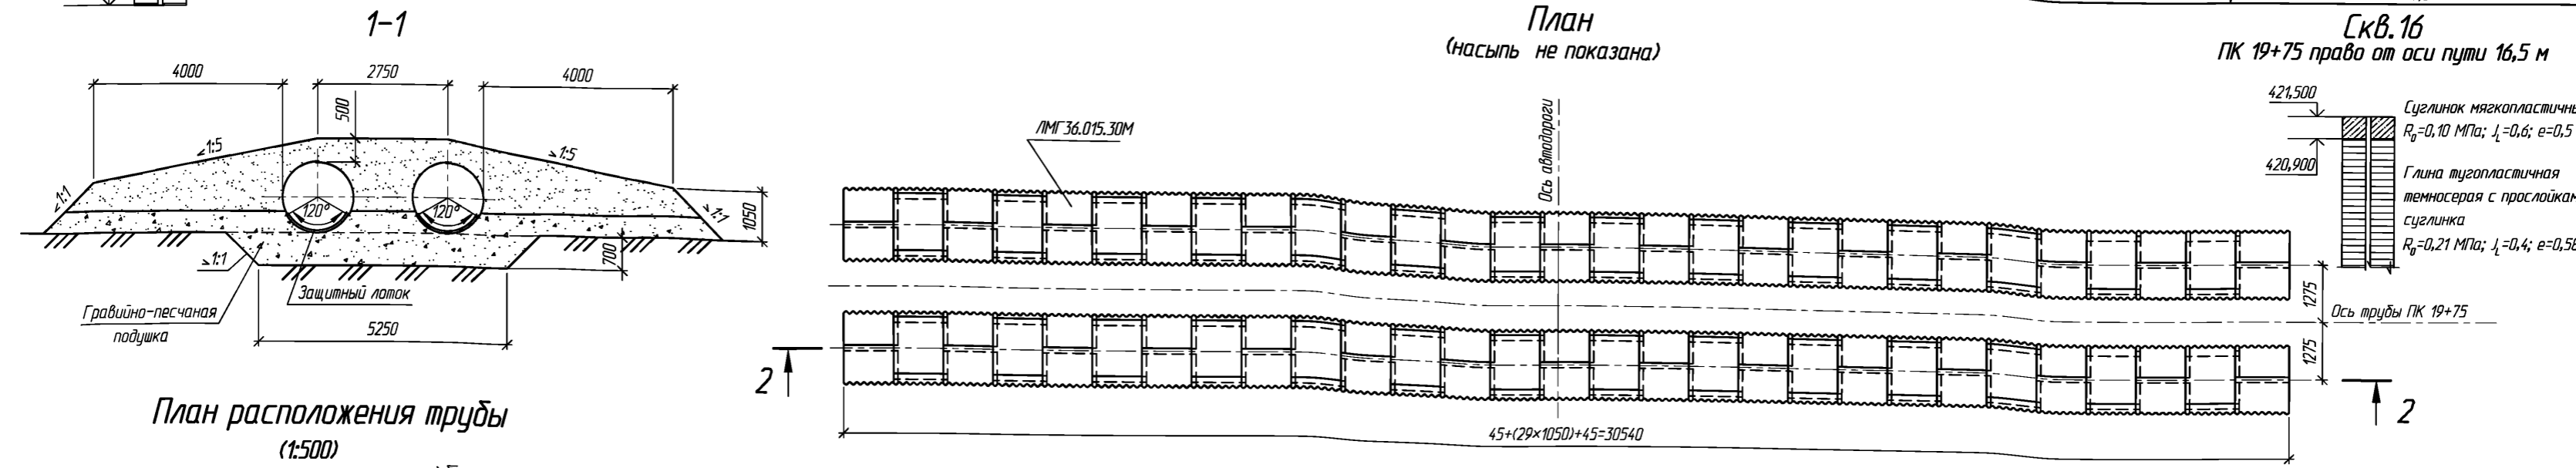 1-1
4000
2750
4000
500
1:5
1:5
1:1
1:1
120°
120°
1050
700
1:1
Защитный лоток
Гравийно-песчаная
подушка
5250
План расположения трубы
(1:500)
План
(насыпь не показана)
ЛМГ36.015.30М
Ось автодороги
2
2
45+(29×1050)+45=30540
1275
1275
Ось трубы ПК 19+75
Скв.16
ПК 19+75 право от оси пути 16,5 м
421,500
420,900
Суглинок мягкопластичны
R₀=0,10 МПа; J_L=0,6; e=0,5
Глина тугопластичная
темносерая с прослойкам
суглинка
R₀=0,21 МПа; J_L=0,4; e=0,5